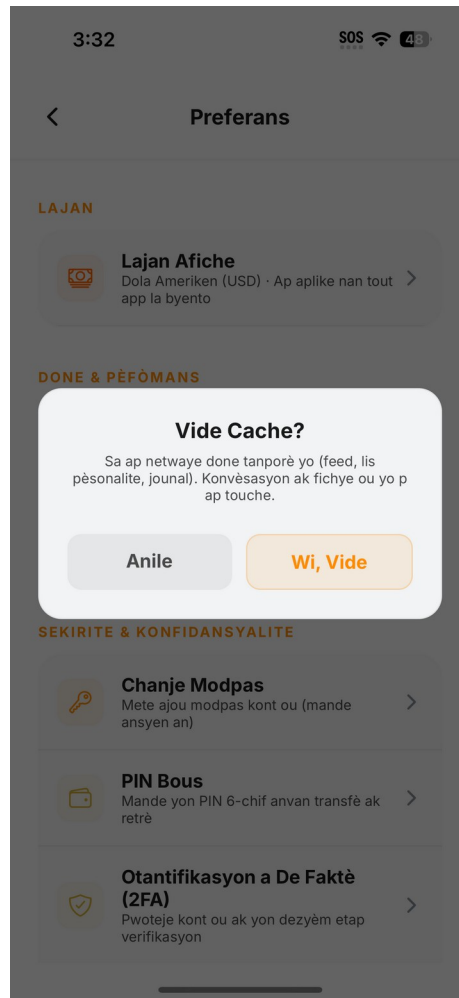 3:32
SOS
48
Preferans
LAJAN
Lajan Afiche
Dola Ameriken (USD) · Ap aplike nan tout
app la byento
DONE & PÈFÒMANS
Vide Cache?
Sa ap netwaye done tanporè yo (feed, lis
pèsonalite, jounal). Konvèsasyon ak fichye ou yo p
ap touche.
Anile
Wi, Vide
SEKIRITE & KONFIDANSYALITE
Chanje Modpas
Mete ajou modpas kont ou (mande
ansyen an)
PIN Bous
Mande yon PIN 6-chif anvan transfè ak
retrè
Otantifikasyon a De Faktè
(2FA)
Pwoteje kont ou ak yon dezyèm etap
verifikasyon